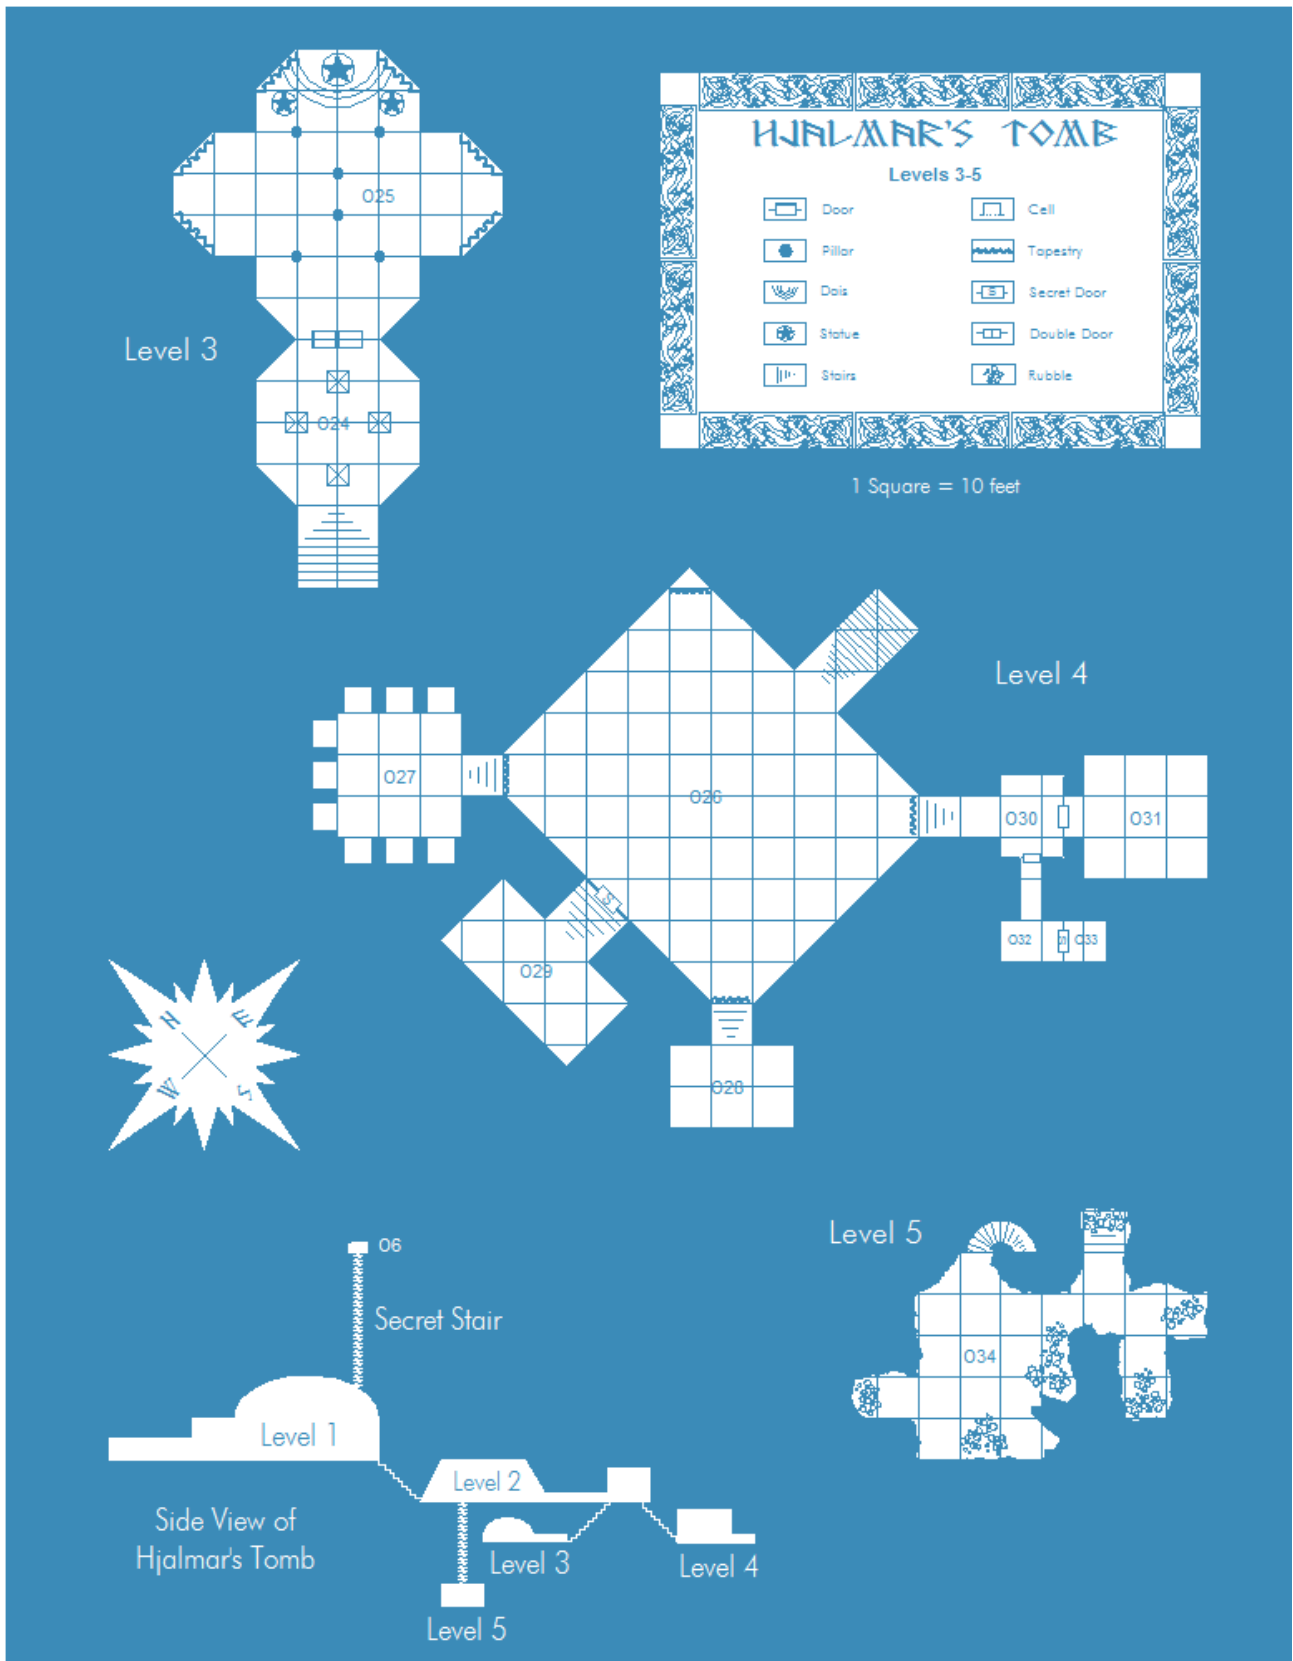 HJALMAR'S TOMB
Levels 3-5
Door
Cell
Pillar
Tapestry
Dais
S
Secret Door
Statue
Double Door
Stairs
Rubble
1 Square = 10 feet
025
Level 3
024
Level 4
027
026
030
031
S
032
S
033
029
028
N
E
W
S
Level 5
034
06
Secret Stair
Level 1
Level 2
Side View of
Hjalmar's Tomb
Level 3
Level 4
Level 5